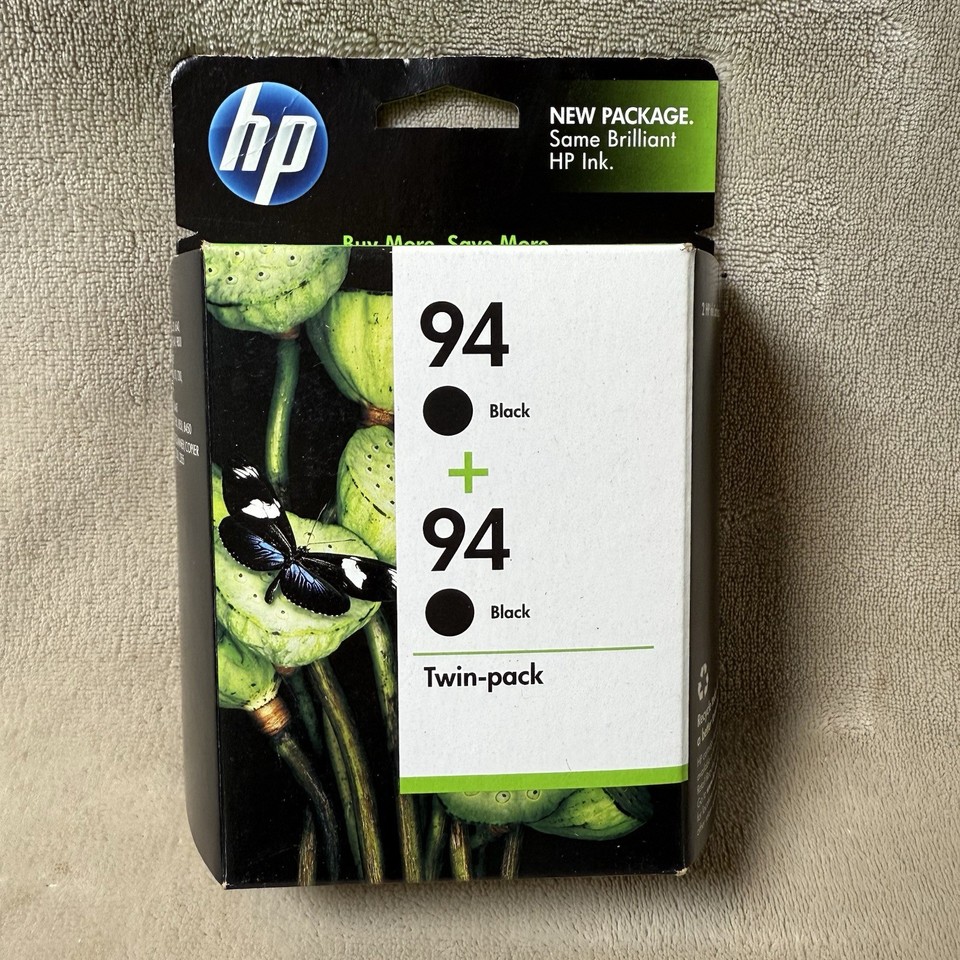 hp
NEW PACKAGE.
Same Brilliant
HP Ink.
Buy More. Save More.
94
Black
+
94
Black
Twin-pack